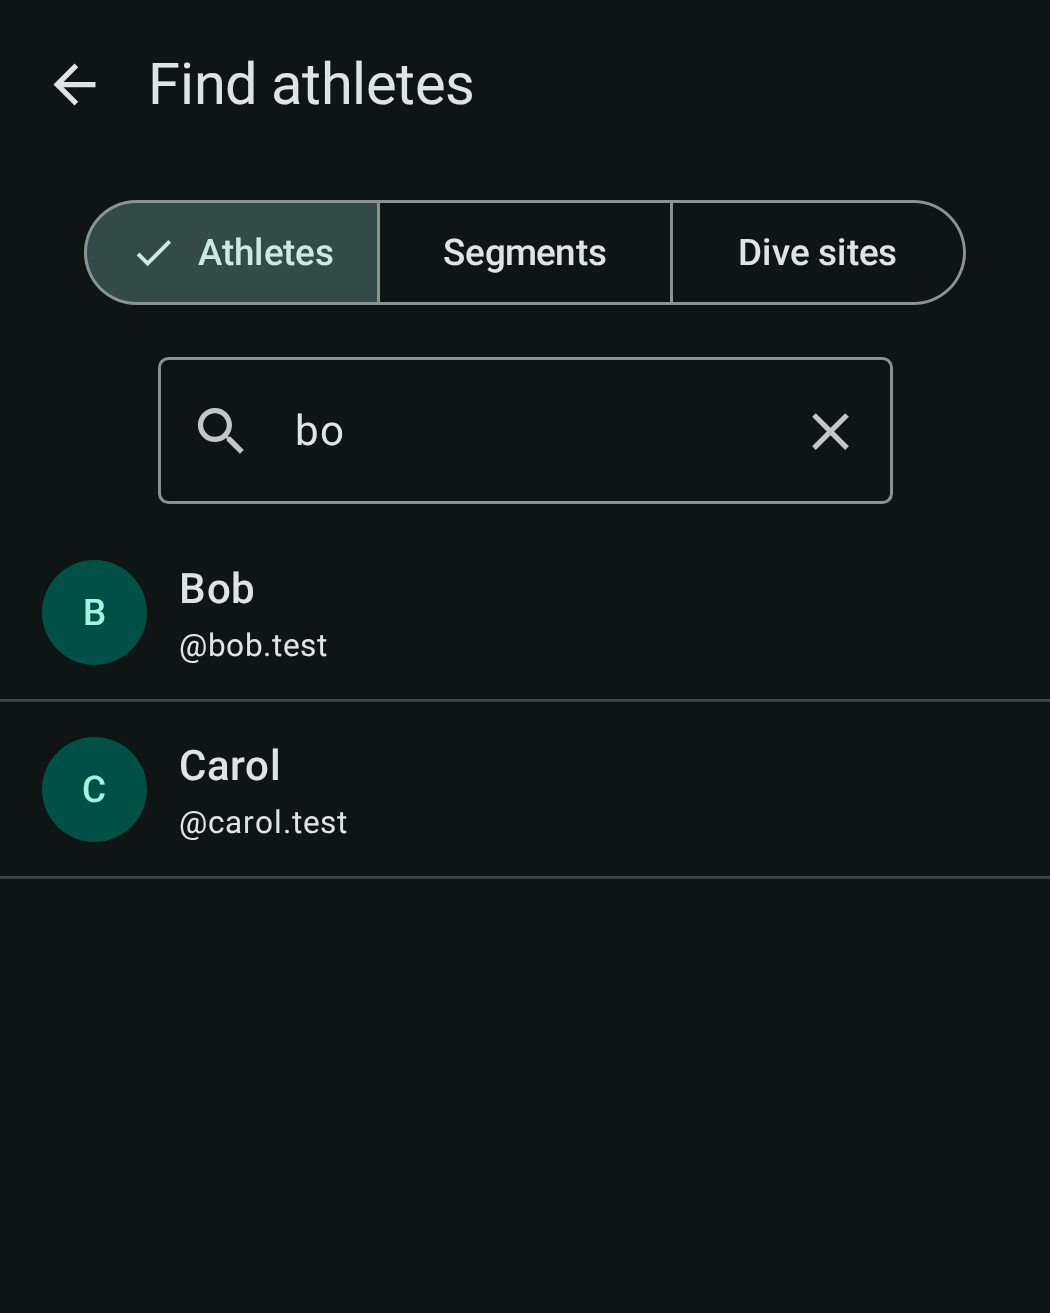 Find athletes
Athletes
Segments
Dive sites
bo
B
Bob
@bob.test
C
Carol
@carol.test